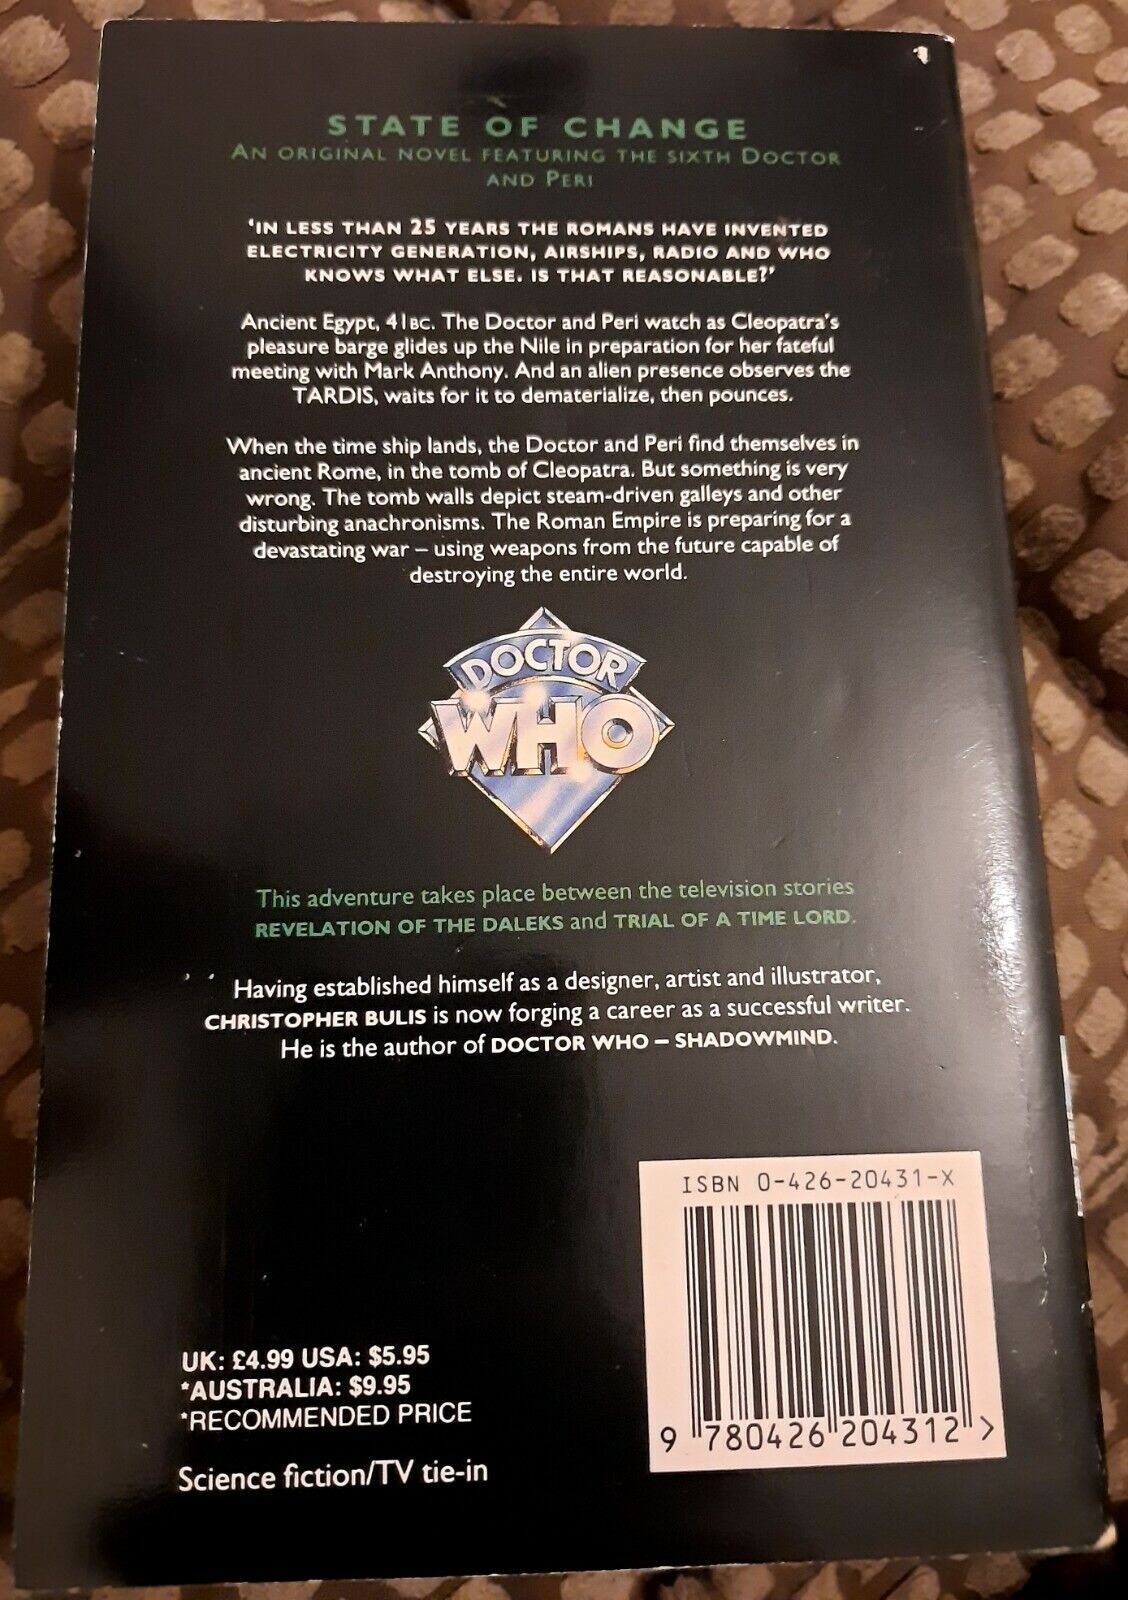 STATE OF CHANGE
AN ORIGINAL NOVEL FEATURING THE SIXTH DOCTOR
AND PERI
'IN LESS THAN 25 YEARS THE ROMANS HAVE INVENTED
ELECTRICITY GENERATION, AIRSHIPS, RADIO AND WHO
KNOWS WHAT ELSE. IS THAT REASONABLE?'
Ancient Egypt, 41BC. The Doctor and Peri watch as Cleopatra's
pleasure barge glides up the Nile in preparation for her fateful
meeting with Mark Anthony. And an alien presence observes the
TARDIS, waits for it to dematerialize, then pounces.
When the time ship lands, the Doctor and Peri find themselves in
ancient Rome, in the tomb of Cleopatra. But something is very
wrong. The tomb walls depict steam-driven galleys and other
disturbing anachronisms. The Roman Empire is preparing for a
devastating war – using weapons from the future capable of
destroying the entire world.
DOCTOR
WHO
This adventure takes place between the television stories
REVELATION OF THE DALEKS and TRIAL OF A TIME LORD.
Having established himself as a designer, artist and illustrator,
CHRISTOPHER BULIS is now forging a career as a successful writer.
He is the author of DOCTOR WHO – SHADOWMIND.
ISBN 0-426-20431-X
9 780426 204312 >
UK: £4.99 USA: $5.95
*AUSTRALIA: $9.95
*RECOMMENDED PRICE
Science fiction/TV tie-in